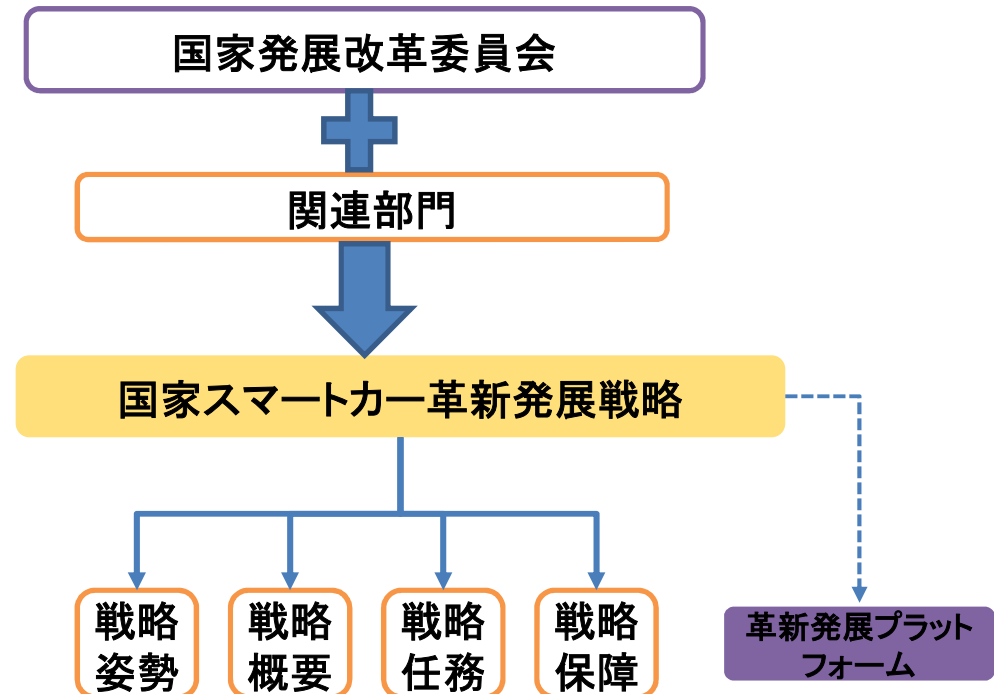 国家発展改革委員会
関連部門
国家スマートカー革新発展戦略
戦略
姿勢
戦略
概要
戦略
任務
戦略
保障
革新発展プラット
フォーム